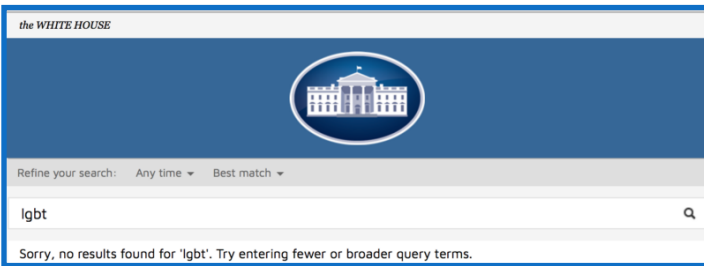 the WHITE HOUSE
Refine your search: Any time Best match
lgbt
Sorry, no results found for 'lgbt'. Try entering fewer or broader query terms.